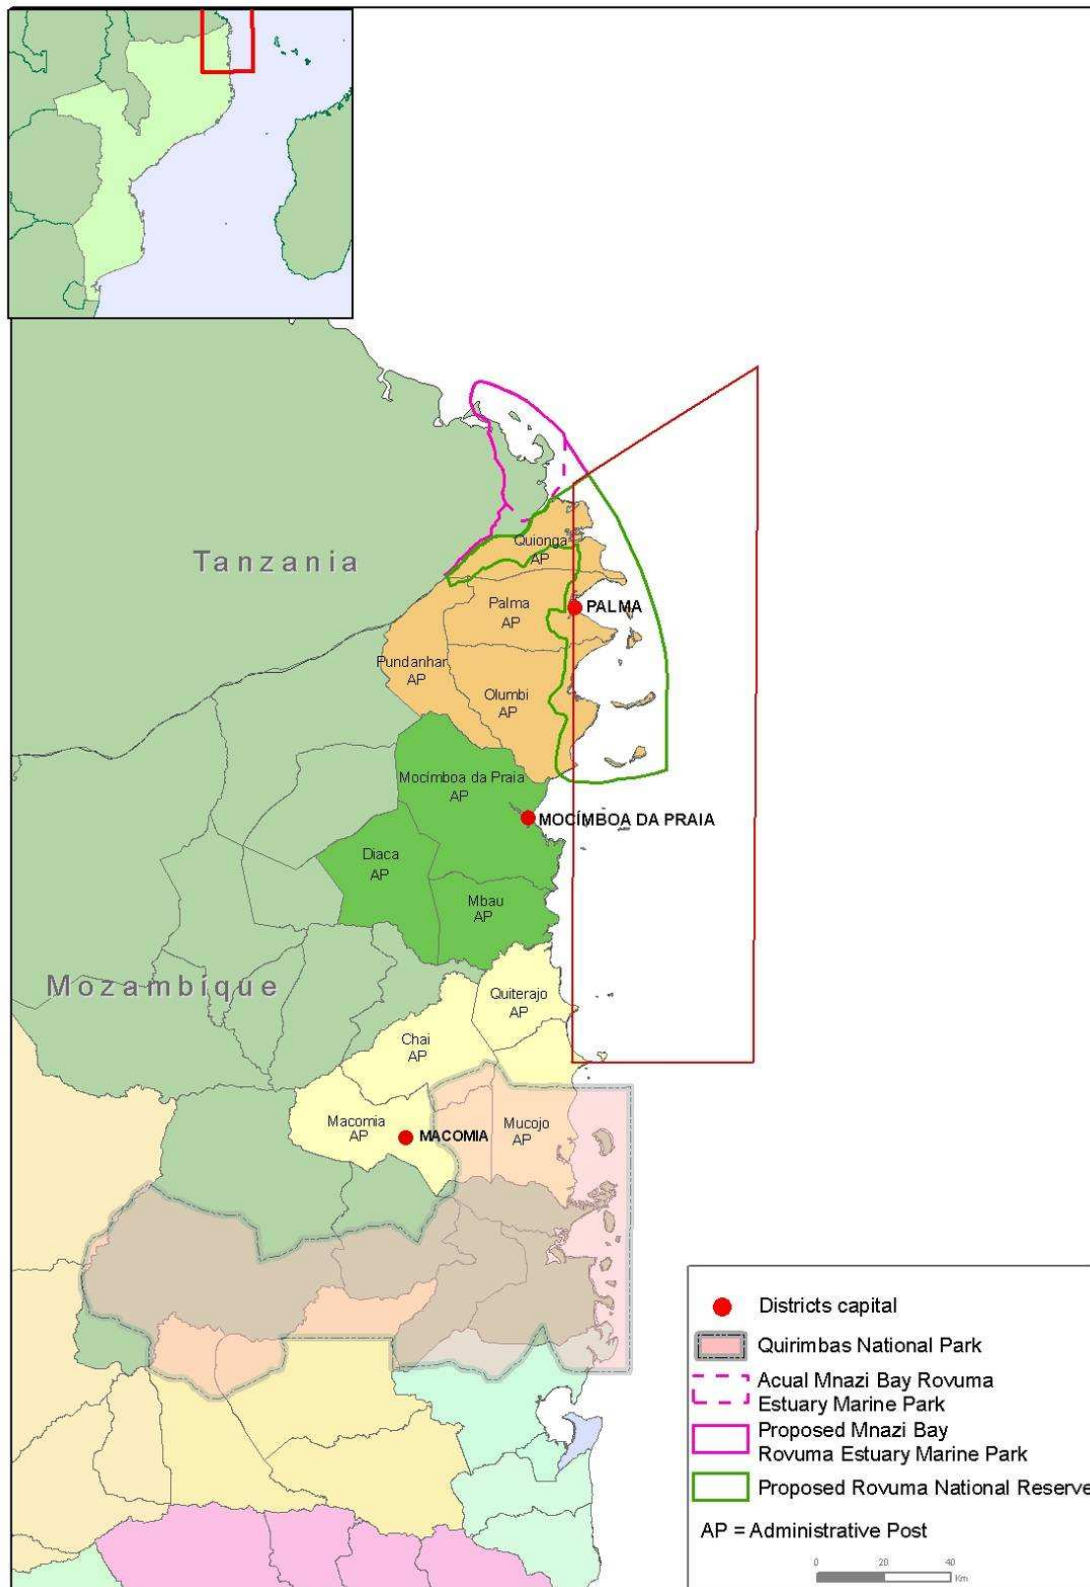 Quionga
AP
Tanzania
Palma
AP
PALMA
Pundanhar
AP
Olumbi
AP
Mocímboa da Praia
AP
MOCÍMBOA DA PRAIA
Diaca
AP
Mbau
AP
Mozambique
Quiterajo
AP
Chai
AP
Macomia
AP
MACOMIA
Mucojo
AP
Districts capital
Quirimbas National Park
Acual Mnazi Bay Rovuma
Estuary Marine Park
Proposed Mnazi Bay
Rovuma Estuary Marine Park
Proposed Rovuma National Reserve
AP = Administrative Post
0 20 40
Km